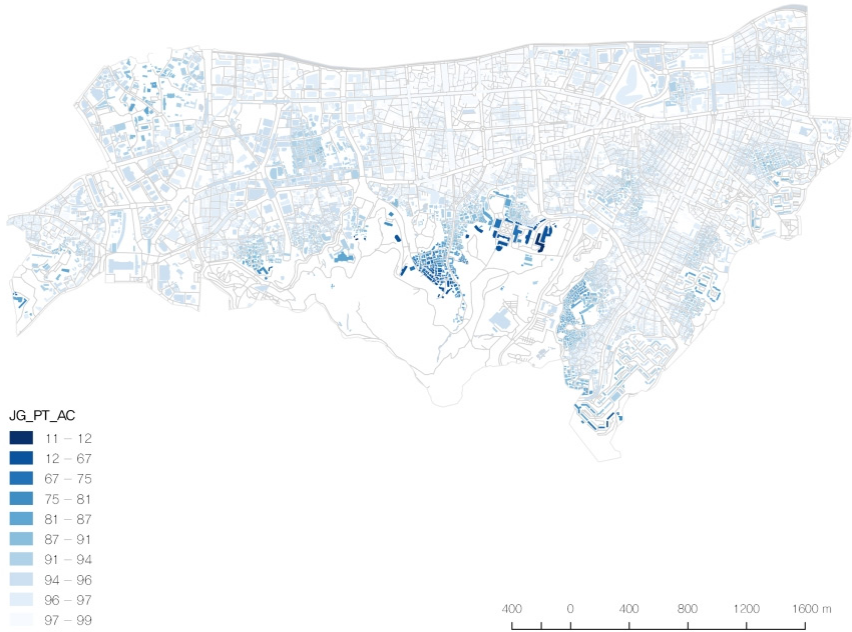 JG_PT_AC
11 – 12
12 – 67
67 – 75
75 – 81
81 – 87
87 – 91
91 – 94
94 – 96
96 – 97
97 – 99
400 0 400 800 1200 1600 m